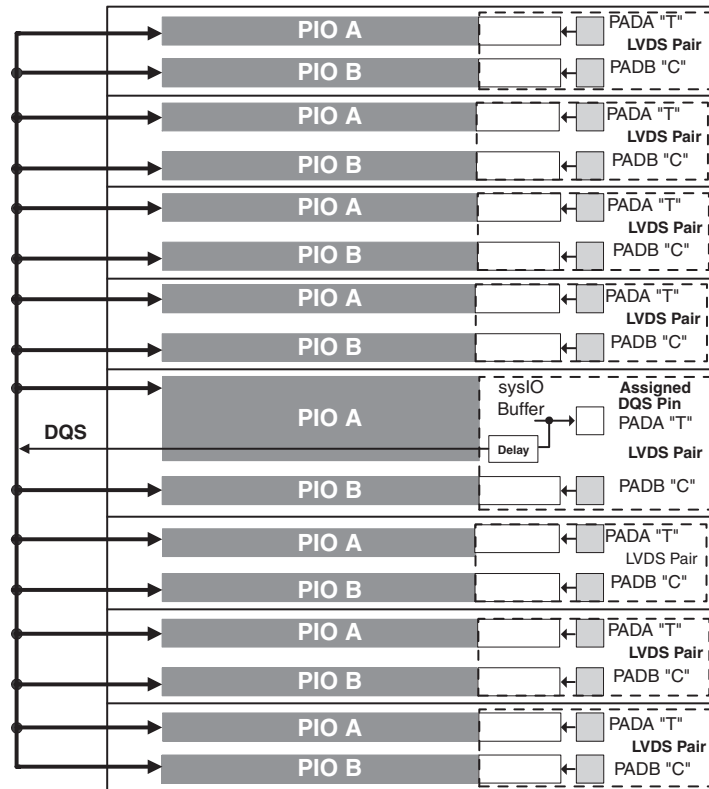 PIO A
PADA "T"
LVDS Pair
PIO B
PADB "C"
PIO A
PADA "T"
LVDS Pair
PIO B
PADB "C"
PIO A
PADA "T"
LVDS Pair
PIO B
PADB "C"
PIO A
PADA "T"
LVDS Pair
PIO B
PADB "C"
PIO A
sysIO
Buffer
Assigned
DQS Pin
PADA "T"
DQS
Delay
LVDS Pair
PIO B
PADB "C"
PIO A
PADA "T"
LVDS Pair
PIO B
PADB "C"
PIO A
PADA "T"
LVDS Pair
PIO B
PADB "C"
PIO A
PADA "T"
LVDS Pair
PIO B
PADB "C"